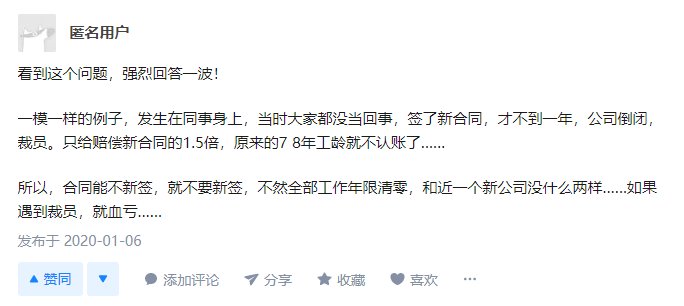 匿名用户
看到这个问题，强烈回答一波！
一模一样的例子，发生在同事身上，当时大家都没当回事，签了新合同，才不到一年，公司倒闭，
裁员。只给赔偿新合同的1.5倍，原来的7 8年工龄就不认账了......
所以，合同能不新签，就不要新签，不然全部工作年限清零，和近一个新公司没什么两样......如果
遇到裁员，就血亏......
发布于 2020-01-06
赞同 添加评论 分享 收藏 喜欢 ...